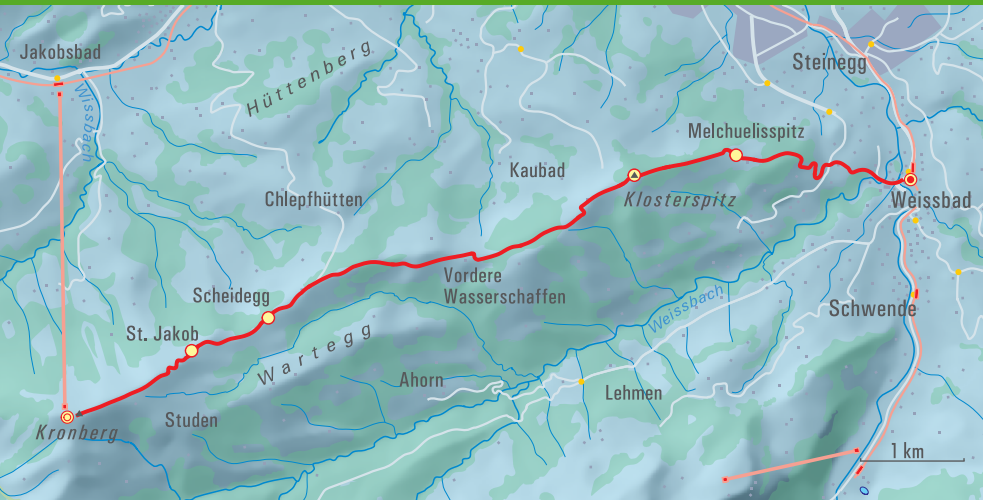 Jakobsbad
Hüttenberg
Steinegg
Wissbach
Melchuelisspitz
Kaubad
Chlepfhütten
Klosterspitz
Weissbad
Vordere
Wasserschaffen
Scheidegg
Weissbach
Schwende
St. Jakob
Wartegg
Ahorn
Lehmen
Studen
Kronberg
1 km